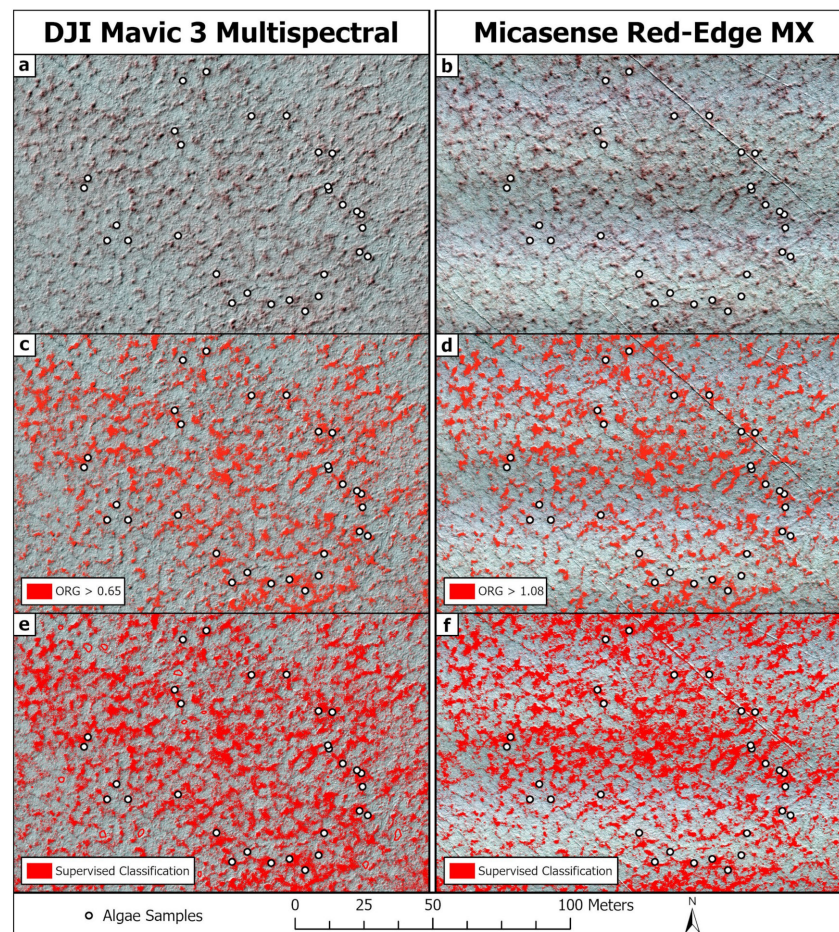 DJI Mavic 3 Multispectral
Micasense Red-Edge MX
a
b
c
d
ORG > 0.65
ORG > 1.08
e
f
Supervised Classification
Supervised Classification
Algae Samples
0 25 50 100 Meters
N